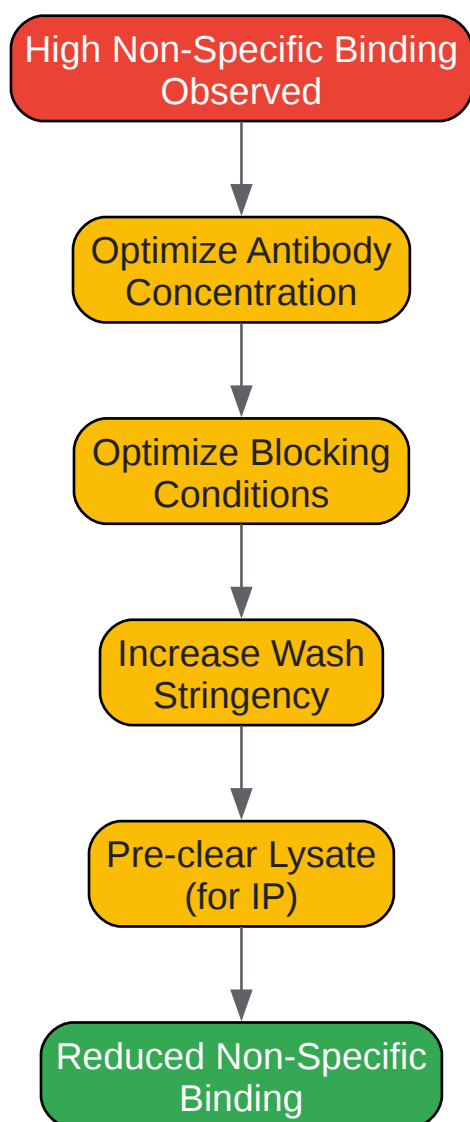 High Non-Specific Binding
Observed
Optimize Antibody
Concentration
Optimize Blocking
Conditions
Increase Wash
Stringency
Pre-clear Lysate
(for IP)
Reduced Non-Specific
Binding